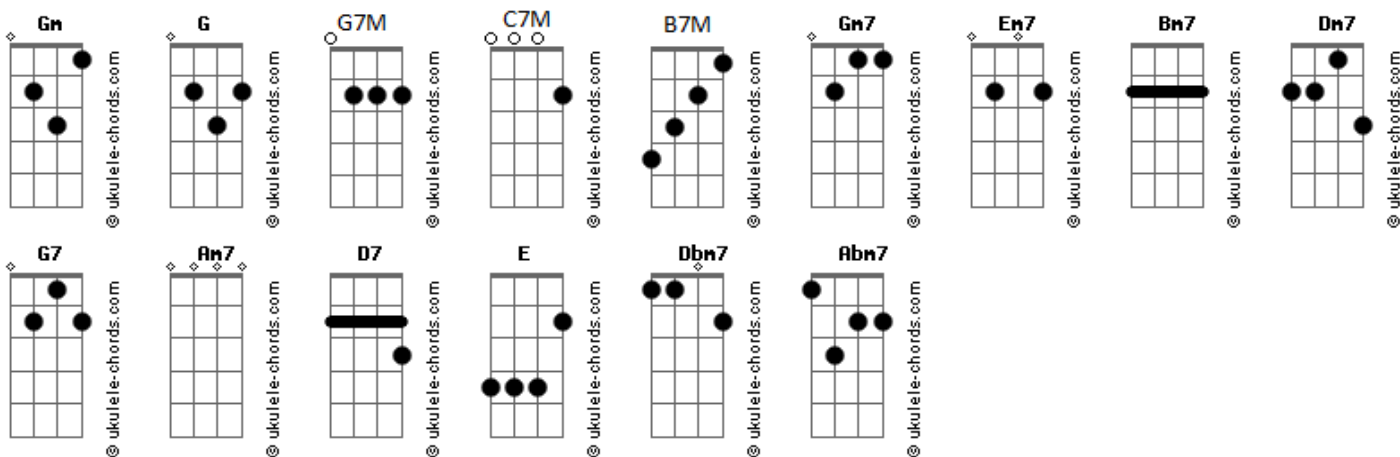 Gm G G7M C7M B7M Gm7 Em7 Bm7 Dm7
© ukulele-chords.com © ukulele-chords.com © ukulele-chords.com © ukulele-chords.com © ukulele-chords.com © ukulele-chords.com © ukulele-chords.com © ukulele-chords.com © ukulele-chords.com
G7 Am7 D7 E Dbm7 Abm7
© ukulele-chords.com © ukulele-chords.com © ukulele-chords.com © ukulele-chords.com © ukulele-chords.com © ukulele-chords.com